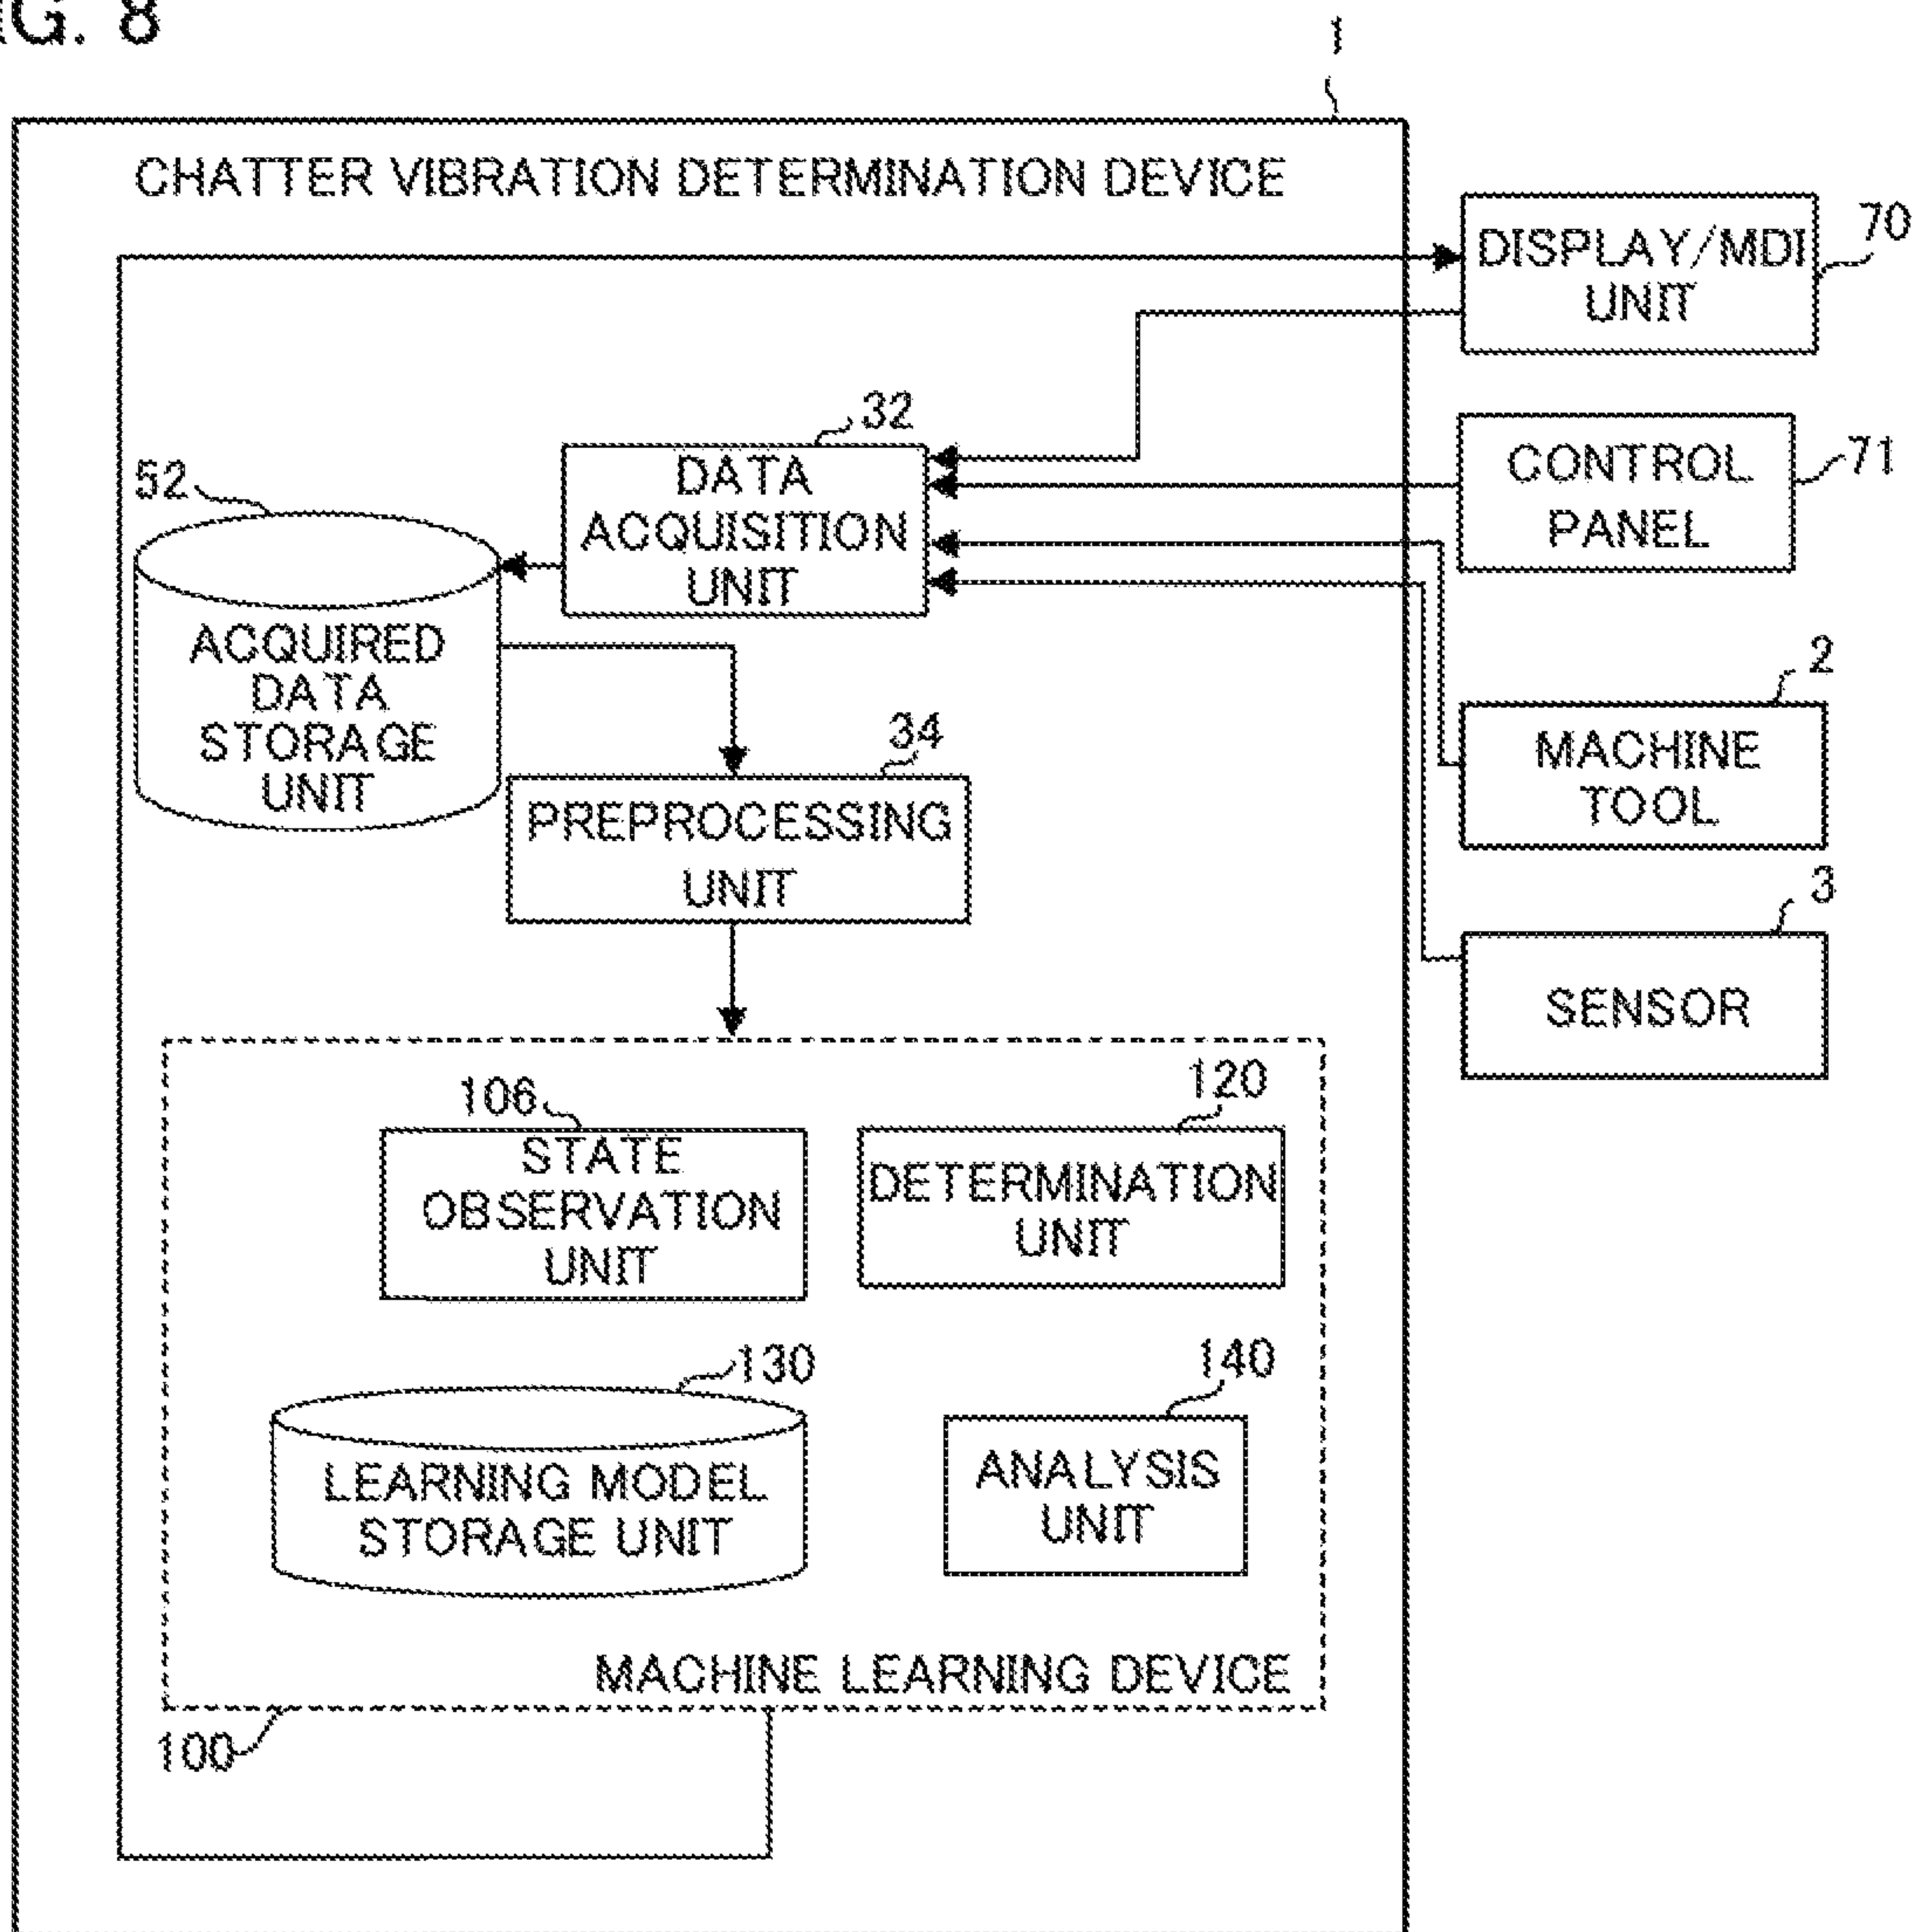 G. 8
1
CHATTER VIBRATION DETERMINATION DEVICE
DISPLAY/MDI
UNIT
70
32
DATA
ACQUISITION
UNIT
CONTROL
PANEL
71
52
ACQUIRED
DATA
STORAGE
UNIT
2
MACHINE
TOOL
34
PREPROCESSING
UNIT
3
SENSOR
106
STATE
OBSERVATION
UNIT
120
DETERMINATION
UNIT
130
LEARNING MODEL
STORAGE UNIT
140
ANALYSIS
UNIT
MACHINE LEARNING DEVICE
100